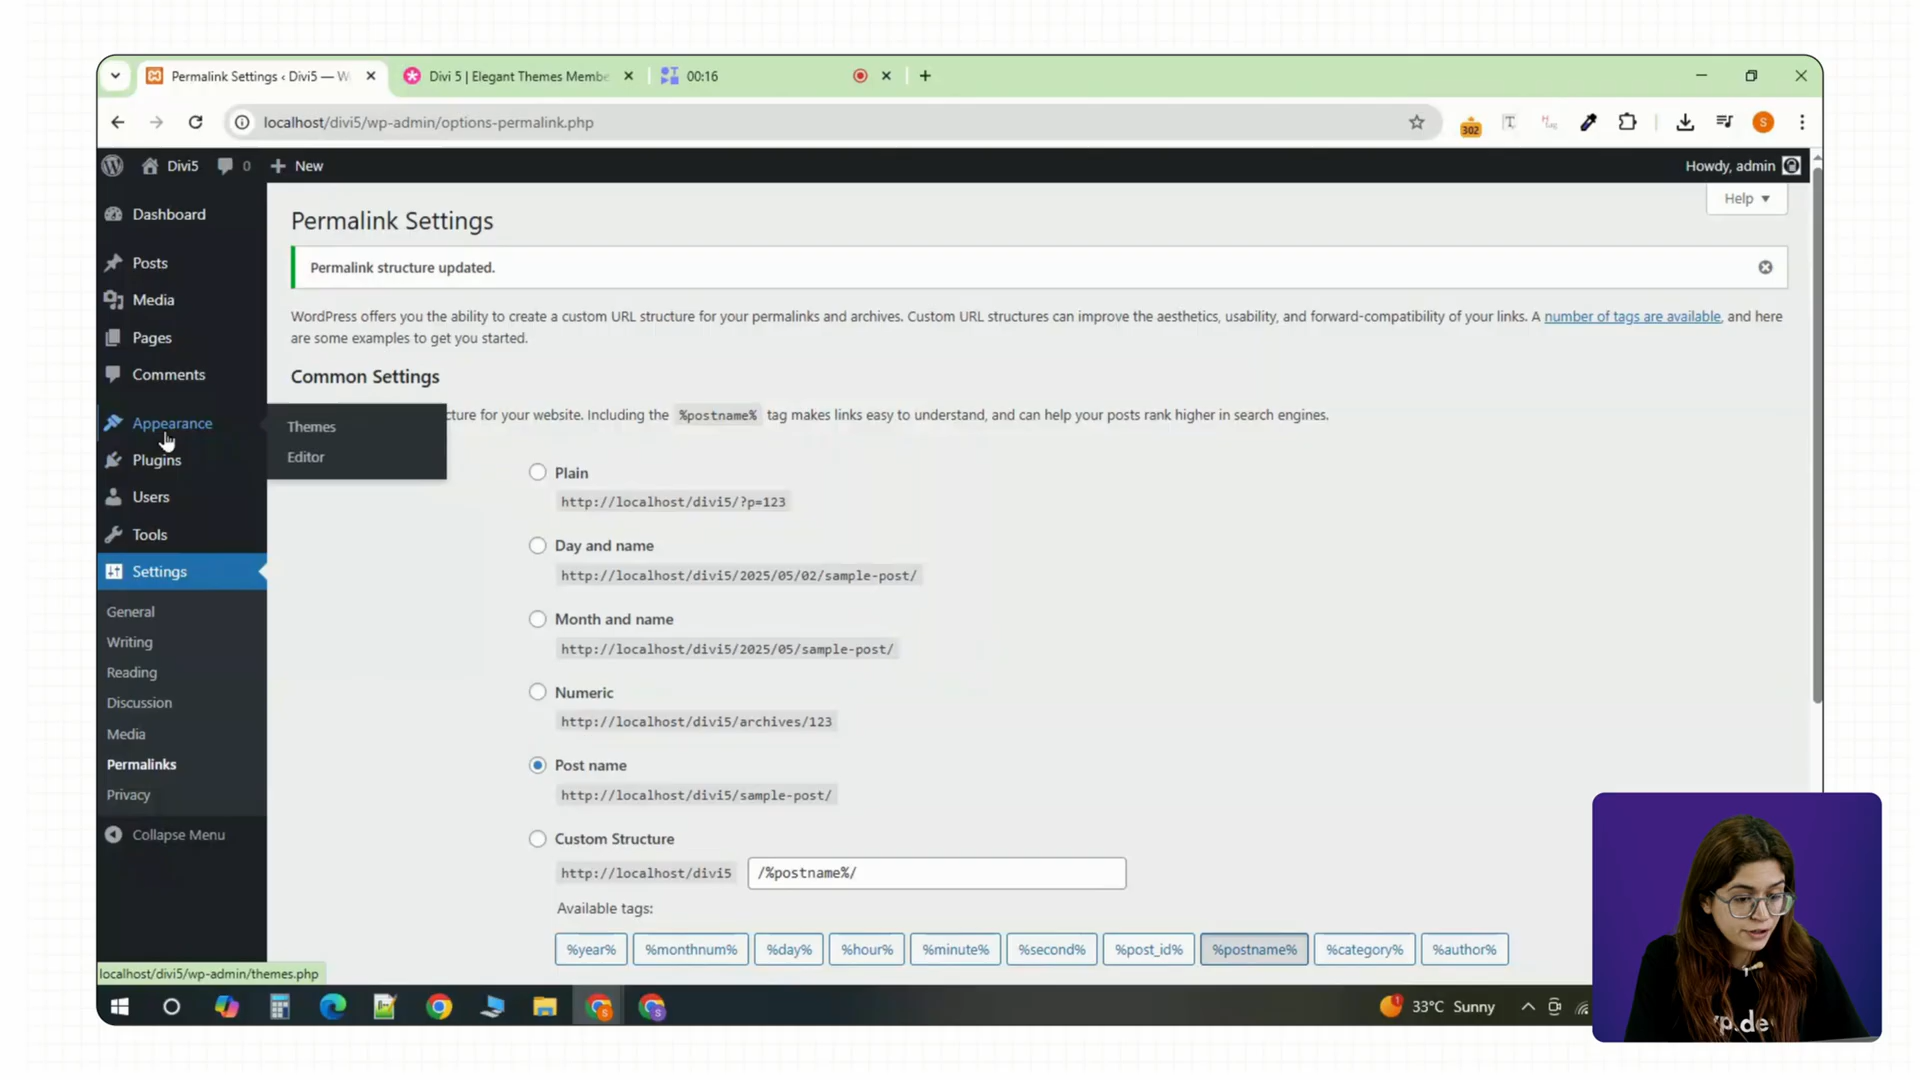 Permalink Settings ‹ Divi5 — W
Divi 5 | Elegant Themes Membe
00:16
localhost/divi5/wp-admin/options-permalink.php
302
S
Divi5
0
New
Howdy, admin
Help
Dashboard
Posts
Media
Pages
Comments
Appearance
Plugins
Users
Tools
Settings
General
Writing
Reading
Discussion
Media
Permalinks
Privacy
Collapse Menu
Themes
Editor
Permalink Settings
Permalink structure updated.
WordPress offers you the ability to create a custom URL structure for your permalinks and archives. Custom URL structures can improve the aesthetics, usability, and forward-compatibility of your links. A number of tags are available, and here
are some examples to get you started.
Common Settings
cture for your website. Including the %postname% tag makes links easy to understand, and can help your posts rank higher in search engines.
Plain
http://localhost/divi5/?p=123
Day and name
http://localhost/divi5/2025/05/02/sample-post/
Month and name
http://localhost/divi5/2025/05/sample-post/
Numeric
http://localhost/divi5/archives/123
Post name
http://localhost/divi5/sample-post/
Custom Structure
http://localhost/divi5 /%postname%/
Available tags:
%year% %monthnum% %day% %hour% %minute% %second% %post_id% %postname% %category% %author%
localhost/divi5/wp-admin/themes.php
33°C Sunny